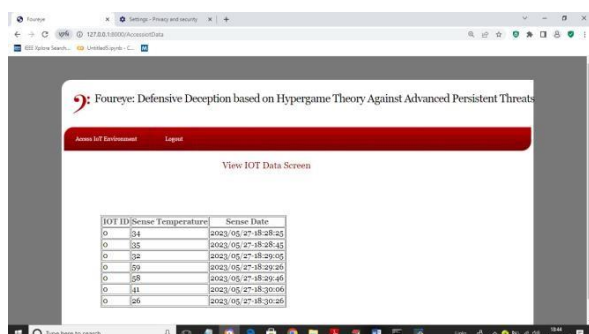 Foureye
Settings - Privacy and security
127.0.0.1:8000/AccessIotData
Foureye: Defensive Deception based on Hypergame Theory Against Advanced Persistent Threats
Access IoT Environment Logout
View IOT Data Screen
IOT ID Sense Temperature Sense Date
0 34 2023/05/27-18:28:25
0 35 2023/05/27-18:28:45
0 32 2023/05/27-18:29:05
0 59 2023/05/27-18:29:26
0 58 2023/05/27-18:29:46
0 41 2023/05/27-18:30:06
0 26 2023/05/27-18:30:26
Type here to search
18:44